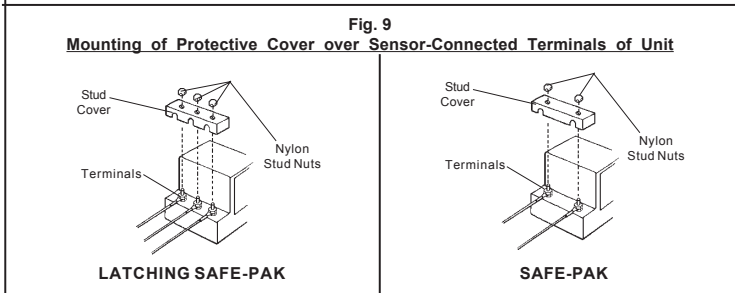 Fig. 9
Mounting of Protective Cover over Sensor-Connected Terminals of Unit
Stud
Cover
Nylon
Stud Nuts
Terminals
LATCHING SAFE-PAK
Stud
Cover
Nylon
Stud Nuts
Terminals
SAFE-PAK